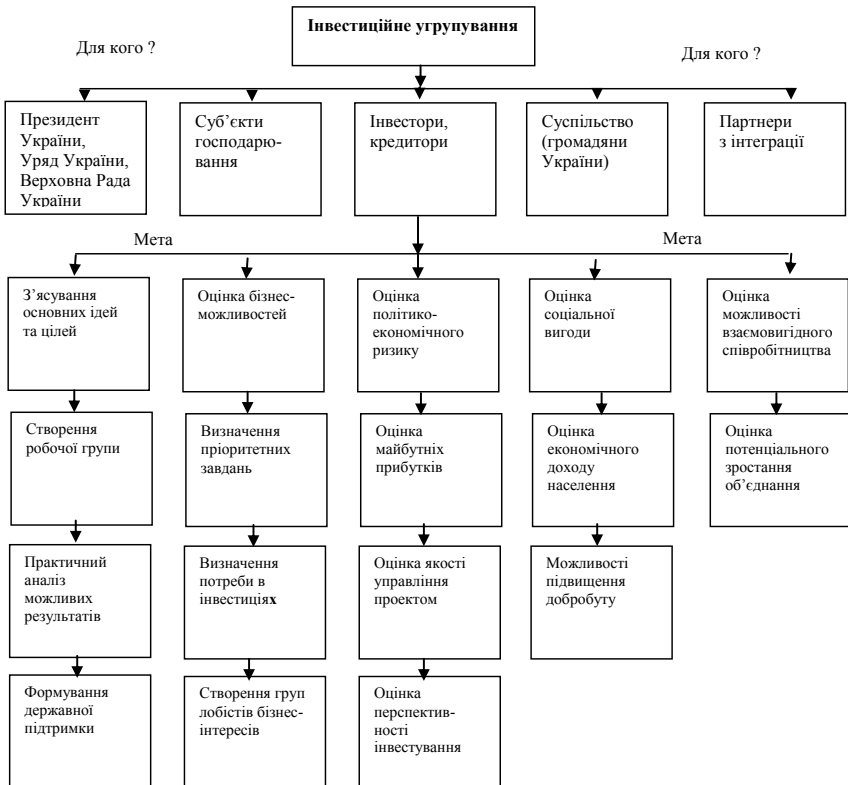 Інвестиційне угрупування
Для кого ?
Для кого ?
Президент
України,
Уряд України,
Верховна Рада
України
Суб’єкти
господарю-
вання
Інвестори,
кредитори
Суспільство
(громадяни
України)
Партнери
з інтеграції
Мета
Мета
З’ясування
основних ідей
та цілей
Оцінка бізнес-
можливостей
Оцінка
політико-
економічного
ризику
Оцінка
соціальної
вигоди
Оцінка
можливості
взаємовигідного
співробітництва
Створення
робочої групи
Визначення
пріоритетних
завдань
Оцінка
майбутніх
прибутків
Оцінка
економічного
доходу
населення
Оцінка
потенціального
зростання
об’єднання
Практичний
аналіз
можливих
результатів
Визначення
потреби в
інвестиціях
Оцінка якості
управління
проектом
Можливості
підвищення
добробуту
Формування
державної
підтримки
Створення груп
лобістів бізнес-
інтересів
Оцінка
перспектив-
ності
інвестування